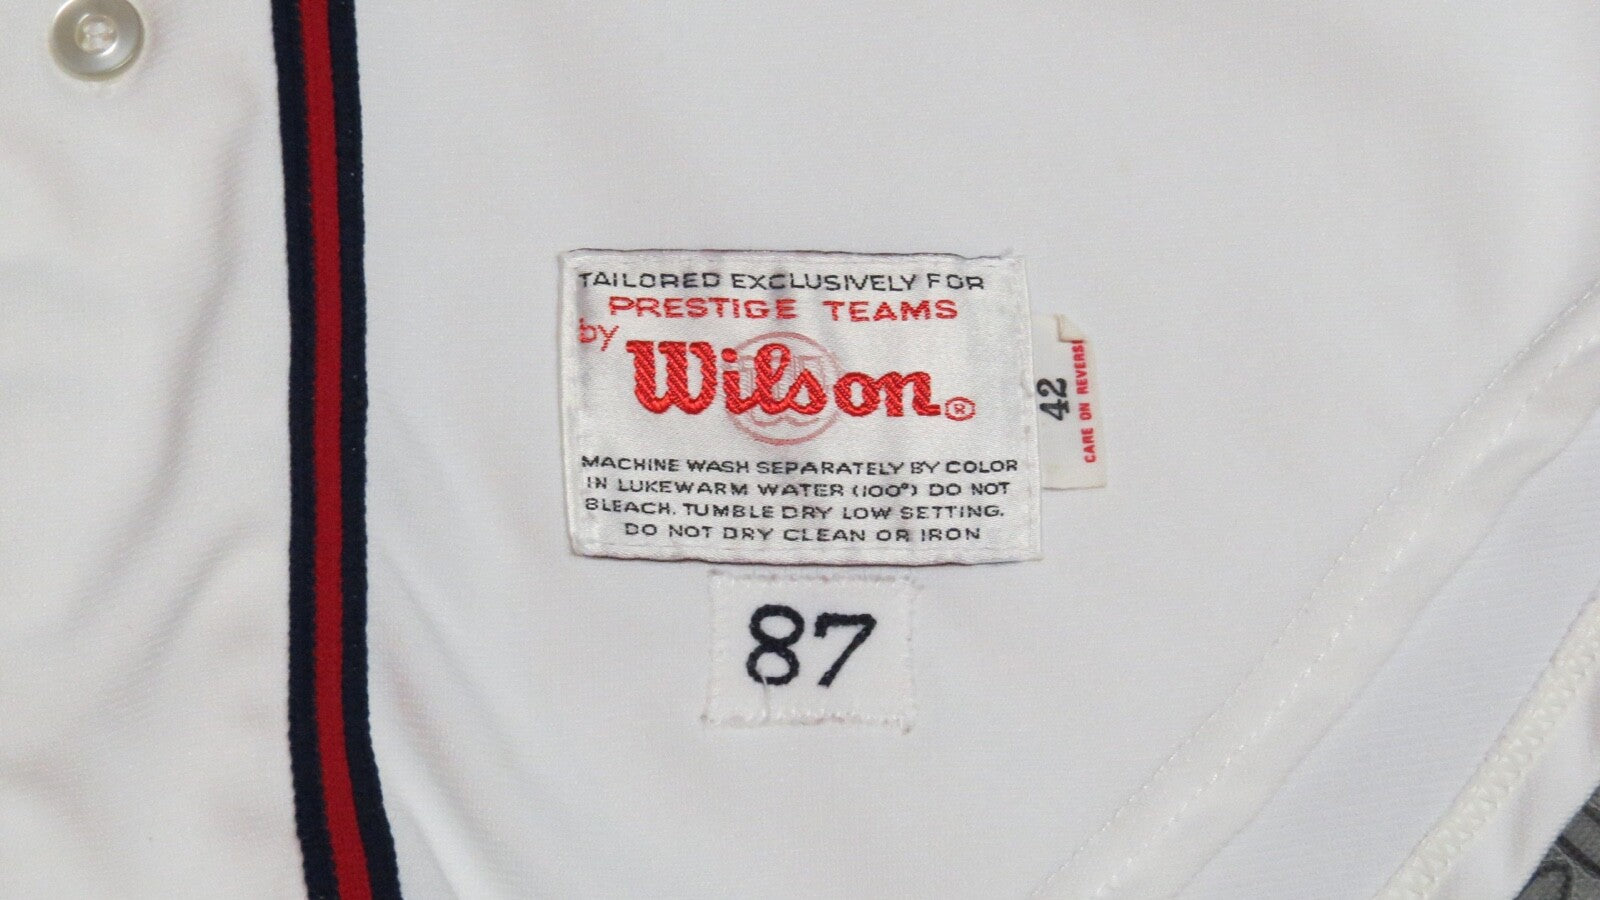 TAILORED EXCLUSIVELY FOR
PRESTIGE TEAMS
by
Wilson®
MACHINE WASH SEPARATELY BY COLOR
IN LUKEWARM WATER (100°) DO NOT
BLEACH. TUMBLE DRY LOW SETTING.
DO NOT DRY CLEAN OR IRON
42
CARE ON REVERSE
87